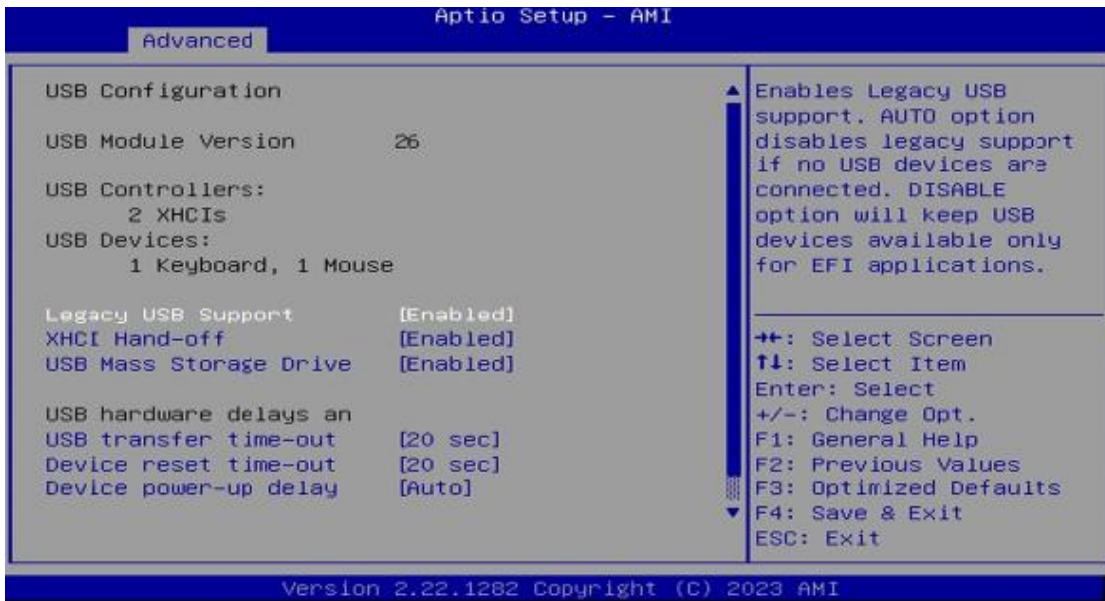 Aptio Setup – AMI
Advanced
USB Configuration
USB Module Version 26
USB Controllers:
2 XHCIs
USB Devices:
1 Keyboard, 1 Mouse
Legacy USB Support [Enabled]
XHCI Hand-off [Enabled]
USB Mass Storage Drive [Enabled]
USB hardware delays an
USB transfer time-out [20 sec]
Device reset time-out [20 sec]
Device power-up delay [Auto]
Enables Legacy USB
support. AUTO option
disables legacy support
if no USB devices are
connected. DISABLE
option will keep USB
devices available only
for EFI applications.
→←: Select Screen
↑↓: Select Item
Enter: Select
+/-: Change Opt.
F1: General Help
F2: Previous Values
F3: Optimized Defaults
F4: Save & Exit
ESC: Exit
Version 2.22.1282 Copyright (C) 2023 AMI